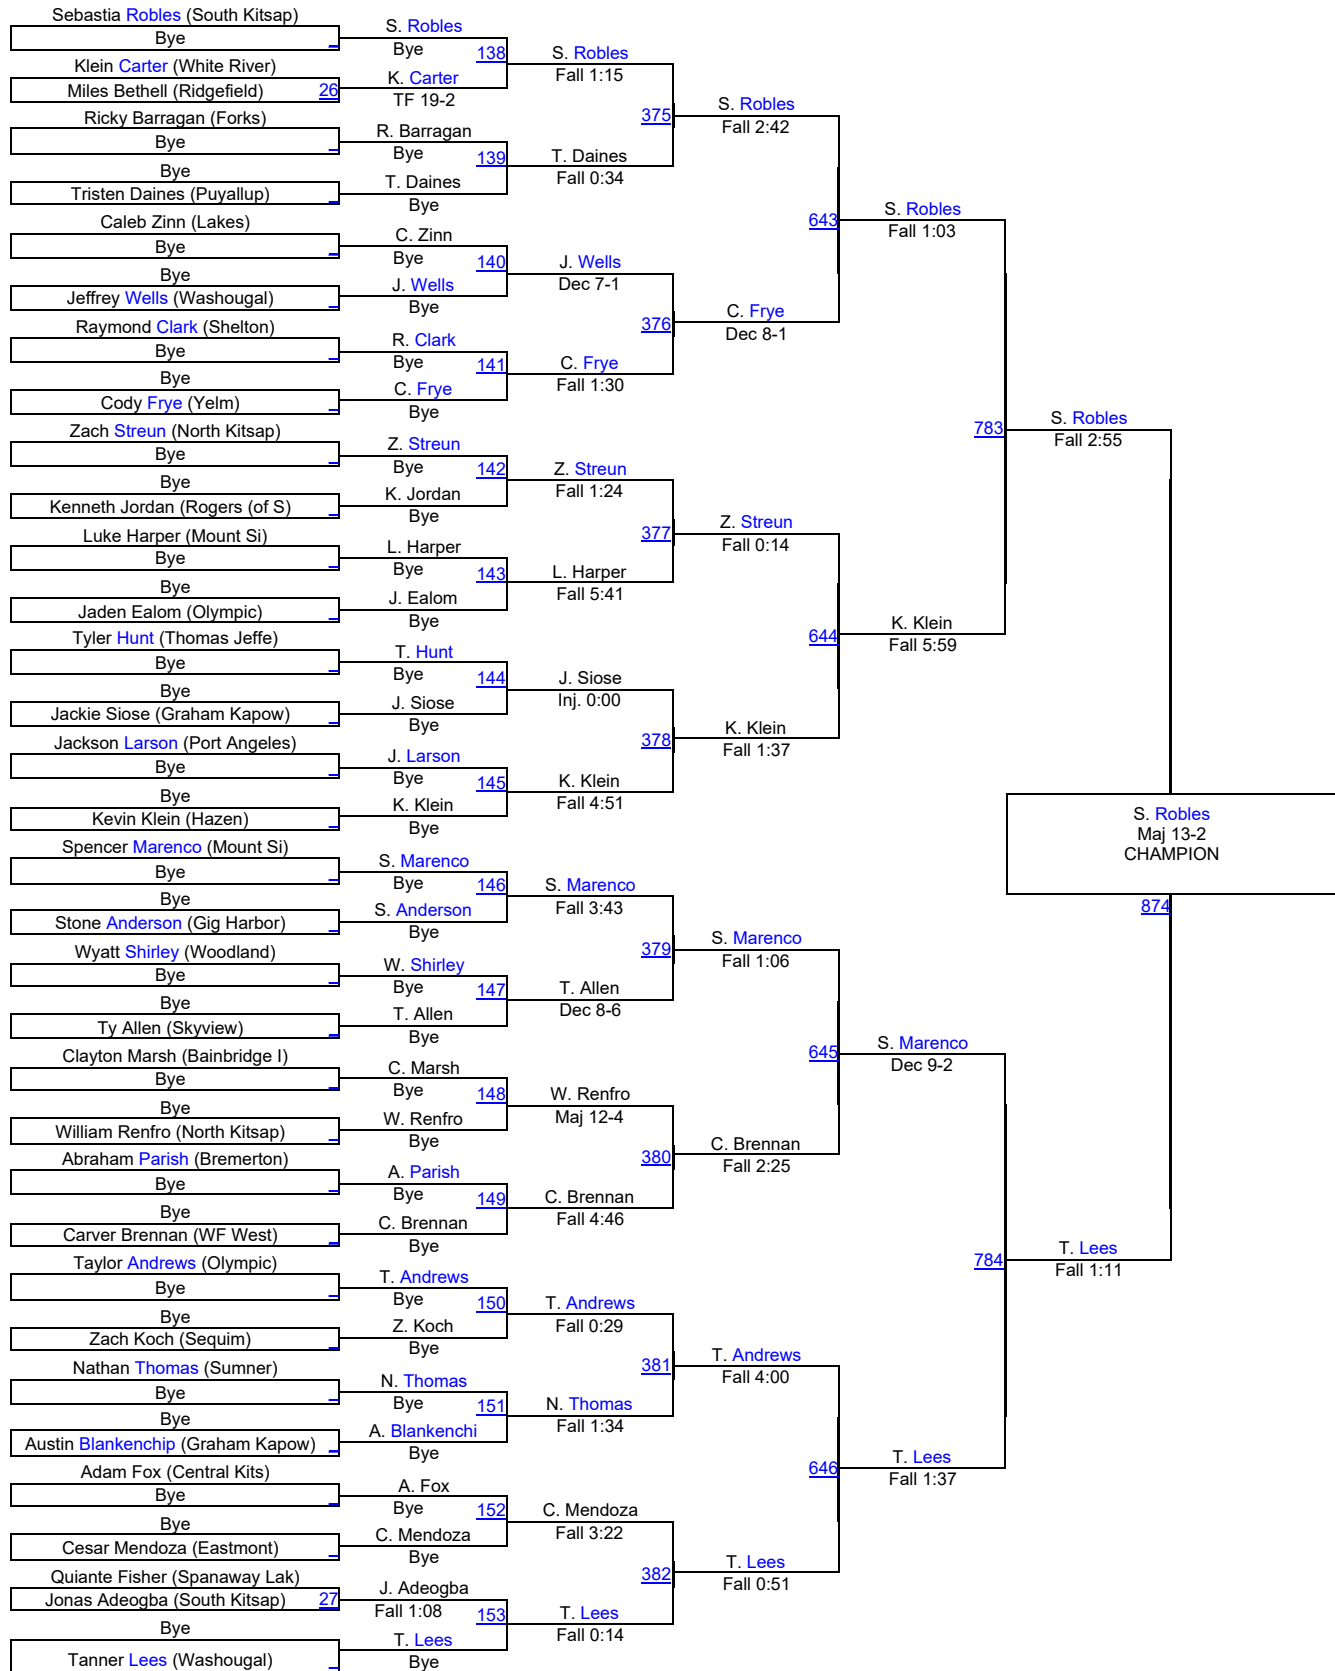 Sebastia Robles (South Kitsap)
Bye
Klein Carter (White River)
Miles Bethell (Ridgefield) 26
Ricky Barragan (Forks)
Bye
Bye
Tristen Daines (Puyallup)
Caleb Zinn (Lakes)
Bye
Bye
Jeffrey Wells (Washougal)
Raymond Clark (Shelton)
Bye
Bye
Cody Frye (Yelm)
Zach Streun (North Kitsap)
Bye
Bye
Kenneth Jordan (Rogers (of S)
Luke Harper (Mount Si)
Bye
Bye
Jaden Ealom (Olympic)
Tyler Hunt (Thomas Jeffe)
Bye
Bye
Jackie Siose (Graham Kapow)
Jackson Larson (Port Angeles)
Bye
Bye
Kevin Klein (Hazen)
Spencer Marenco (Mount Si)
Bye
Bye
Stone Anderson (Gig Harbor)
Wyatt Shirley (Woodland)
Bye
Bye
Ty Allen (Skyview)
Clayton Marsh (Bainbridge I)
Bye
Bye
William Renfro (North Kitsap)
Abraham Parish (Bremerton)
Bye
Bye
Carver Brennan (WF West)
Taylor Andrews (Olympic)
Bye
Bye
Zach Koch (Sequim)
Nathan Thomas (Sumner)
Bye
Bye
Austin Blankenchip (Graham Kapow)
Adam Fox (Central Kits)
Bye
Bye
Cesar Mendoza (Eastmont)
Quiante Fisher (Spanaway Lak)
Jonas Adeogba (South Kitsap) 27
Bye
Tanner Lees (Washougal)
S. Robles
Bye
138
K. Carter
TF 19-2
R. Barragan
Bye
139
T. Daines
Bye
C. Zinn
Bye
140
J. Wells
Bye
R. Clark
Bye
141
C. Frye
Bye
Z. Streun
Bye
142
K. Jordan
Bye
L. Harper
Bye
143
J. Ealom
Bye
T. Hunt
Bye
144
J. Siose
Bye
J. Larson
Bye
145
K. Klein
Bye
S. Marenco
Bye
146
S. Anderson
Bye
W. Shirley
Bye
147
T. Allen
Bye
C. Marsh
Bye
148
W. Renfro
Bye
A. Parish
Bye
149
C. Brennan
Bye
T. Andrews
Bye
150
Z. Koch
Bye
N. Thomas
Bye
151
A. Blankenchi
Bye
A. Fox
Bye
152
C. Mendoza
Bye
J. Adeogba
Fall 1:08
153
T. Lees
Bye
S. Robles
Fall 1:15
375
T. Daines
Fall 0:34
J. Wells
Dec 7-1
376
C. Frye
Fall 1:30
Z. Streun
Fall 1:24
377
L. Harper
Fall 5:41
J. Siose
Inj. 0:00
378
K. Klein
Fall 4:51
S. Marenco
Fall 3:43
379
T. Allen
Dec 8-6
W. Renfro
Maj 12-4
380
C. Brennan
Fall 4:46
T. Andrews
Fall 0:29
381
N. Thomas
Fall 1:34
C. Mendoza
Fall 3:22
382
T. Lees
Fall 0:14
S. Robles
Fall 2:42
643
C. Frye
Dec 8-1
Z. Streun
Fall 0:14
644
K. Klein
Fall 1:37
S. Marenco
Fall 1:06
645
C. Brennan
Fall 2:25
T. Andrews
Fall 4:00
646
T. Lees
Fall 0:51
S. Robles
Fall 1:03
783
K. Klein
Fall 5:59
S. Marenco
Dec 9-2
784
T. Lees
Fall 1:37
S. Robles
Fall 2:55
S. Robles
Maj 13-2
CHAMPION
874
T. Lees
Fall 1:11